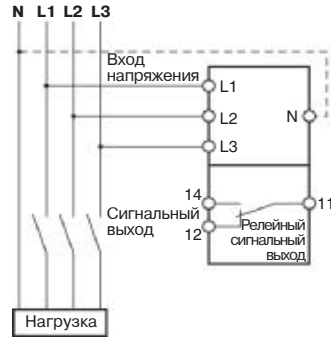 N L1 L2 L3
Вход
напряжения
L1
L2
N
L3
14
Сигнальный
выход
12
11
Релейный
сигнальный
выход
Нагрузка